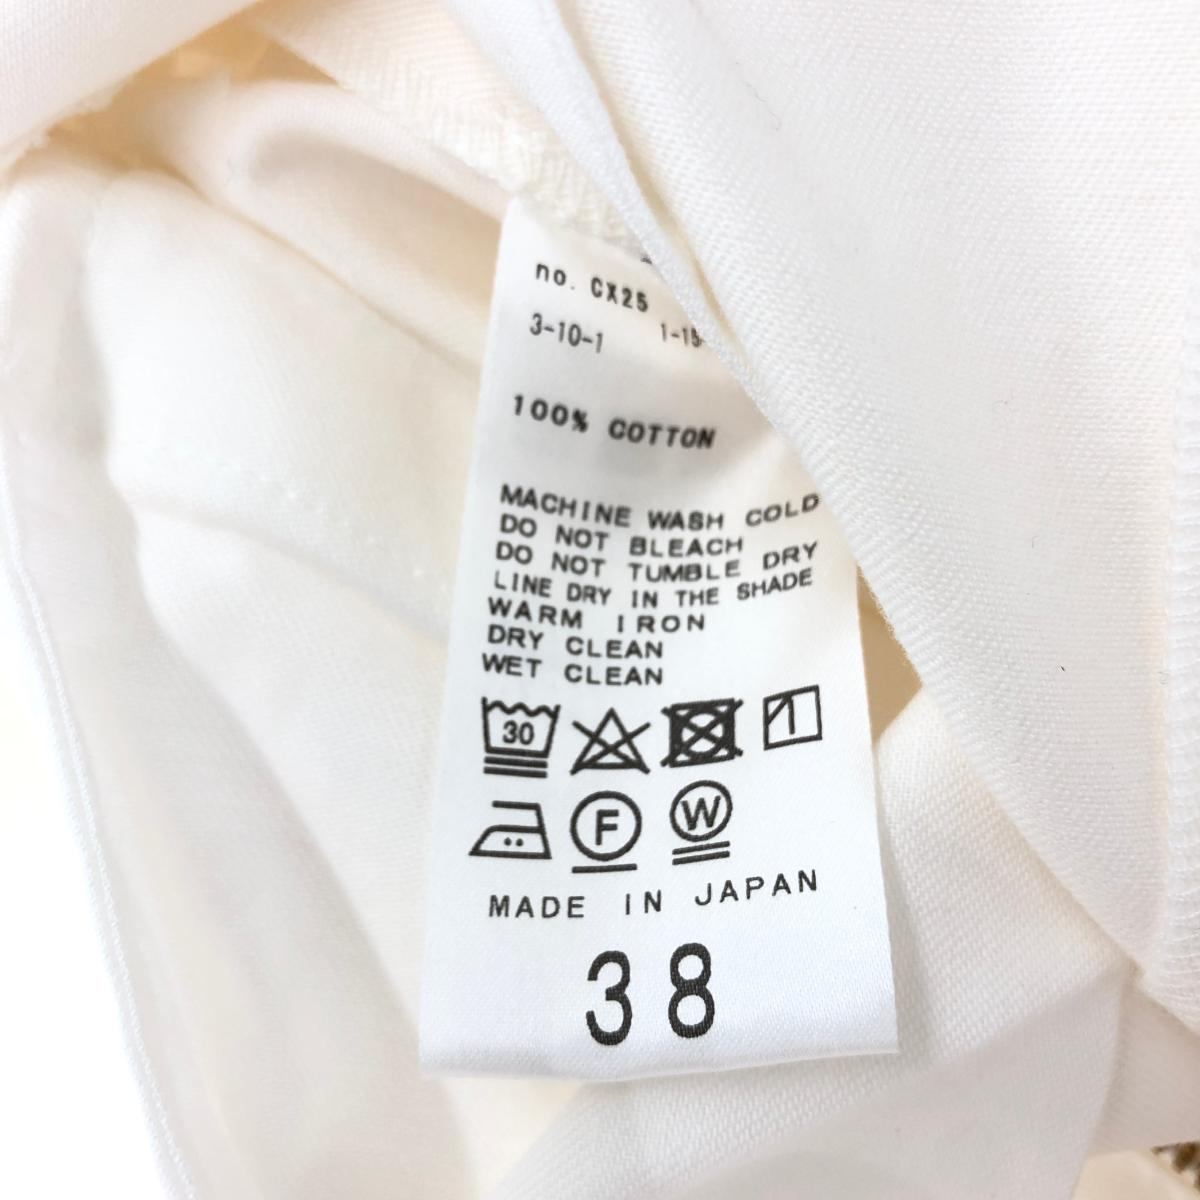 no. CX25
3-10-1
100% COTTON
MACHINE WASH COLD
DO NOT BLEACH
DO NOT TUMBLE DRY
LINE DRY IN THE SHADE
WARM IRON
DRY CLEAN
WET CLEAN
30
F W
MADE IN JAPAN
38